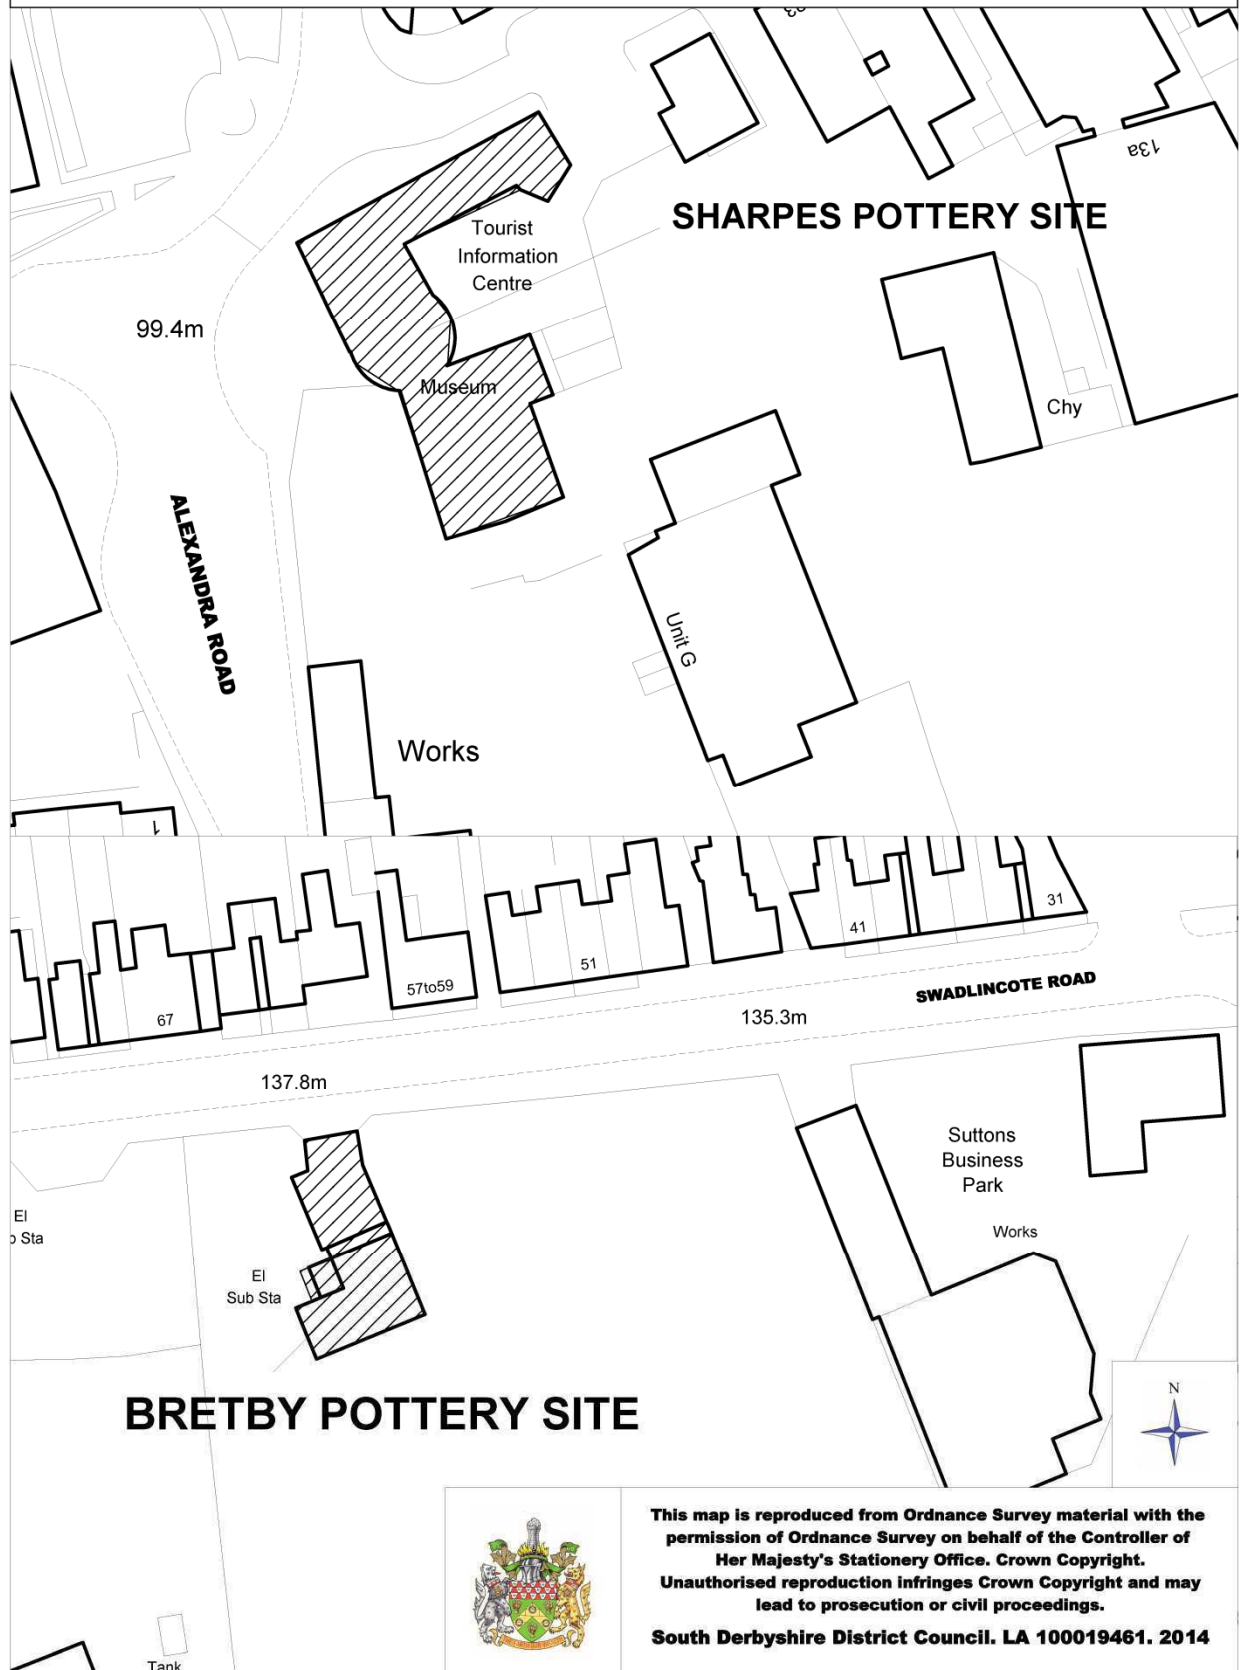 23
13a
SHARPES POTTERY SITE
Tourist
Information
Centre
99.4m
Museum
Chy
ALEXANDRA ROAD
Unit G
Works
1
31
41
51
57to59
67
SWADLINCOTE ROAD
135.3m
137.8m
Suttons
Business
Park
Works
El
b Sta
El
Sub Sta
BRETBY POTTERY SITE
N
Tank
This map is reproduced from Ordnance Survey material with the
permission of Ordnance Survey on behalf of the Controller of
Her Majesty's Stationery Office. Crown Copyright.
Unauthorised reproduction infringes Crown Copyright and may
lead to prosecution or civil proceedings.
South Derbyshire District Council. LA 100019461. 2014